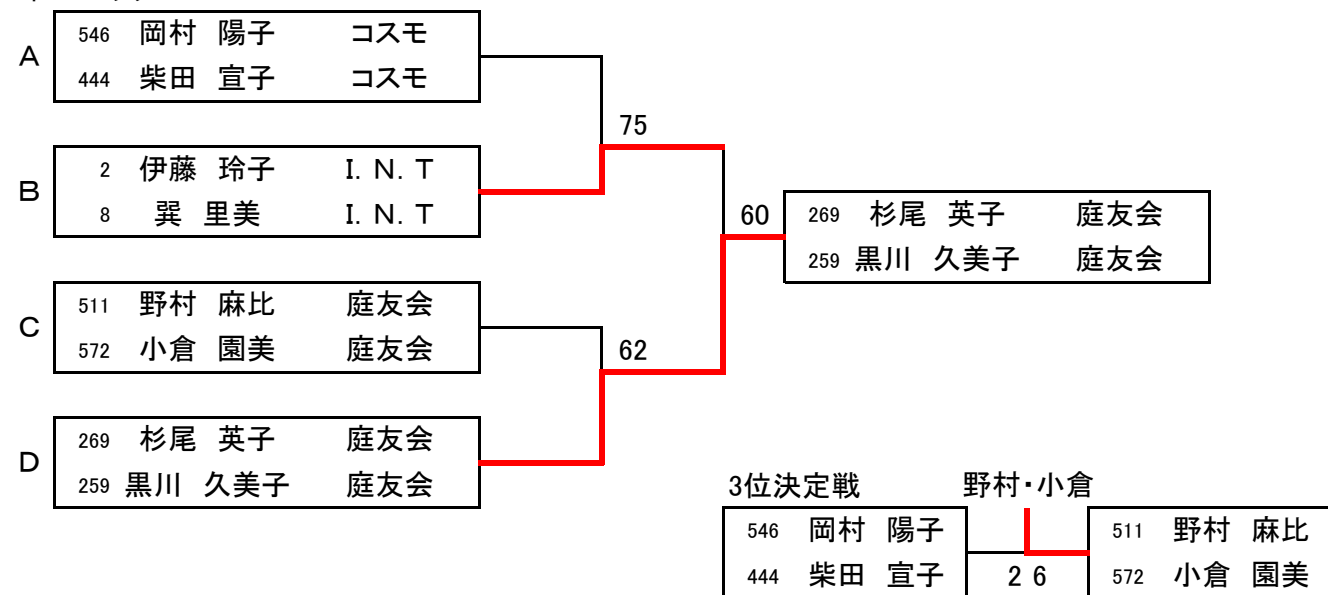 A
546 岡村 陽子 コスモ
444 柴田 宣子 コスモ
75
B
2 伊藤 玲子 I. N. T
8 巽 里美 I. N. T
60
269 杉尾 英子 庭友会
259 黒川 久美子 庭友会
C
511 野村 麻比 庭友会
572 小倉 園美 庭友会
62
D
269 杉尾 英子 庭友会
259 黒川 久美子 庭友会
3位決定戦 野村・小倉
546 岡村 陽子
444 柴田 宣子
2 6
511 野村 麻比
572 小倉 園美